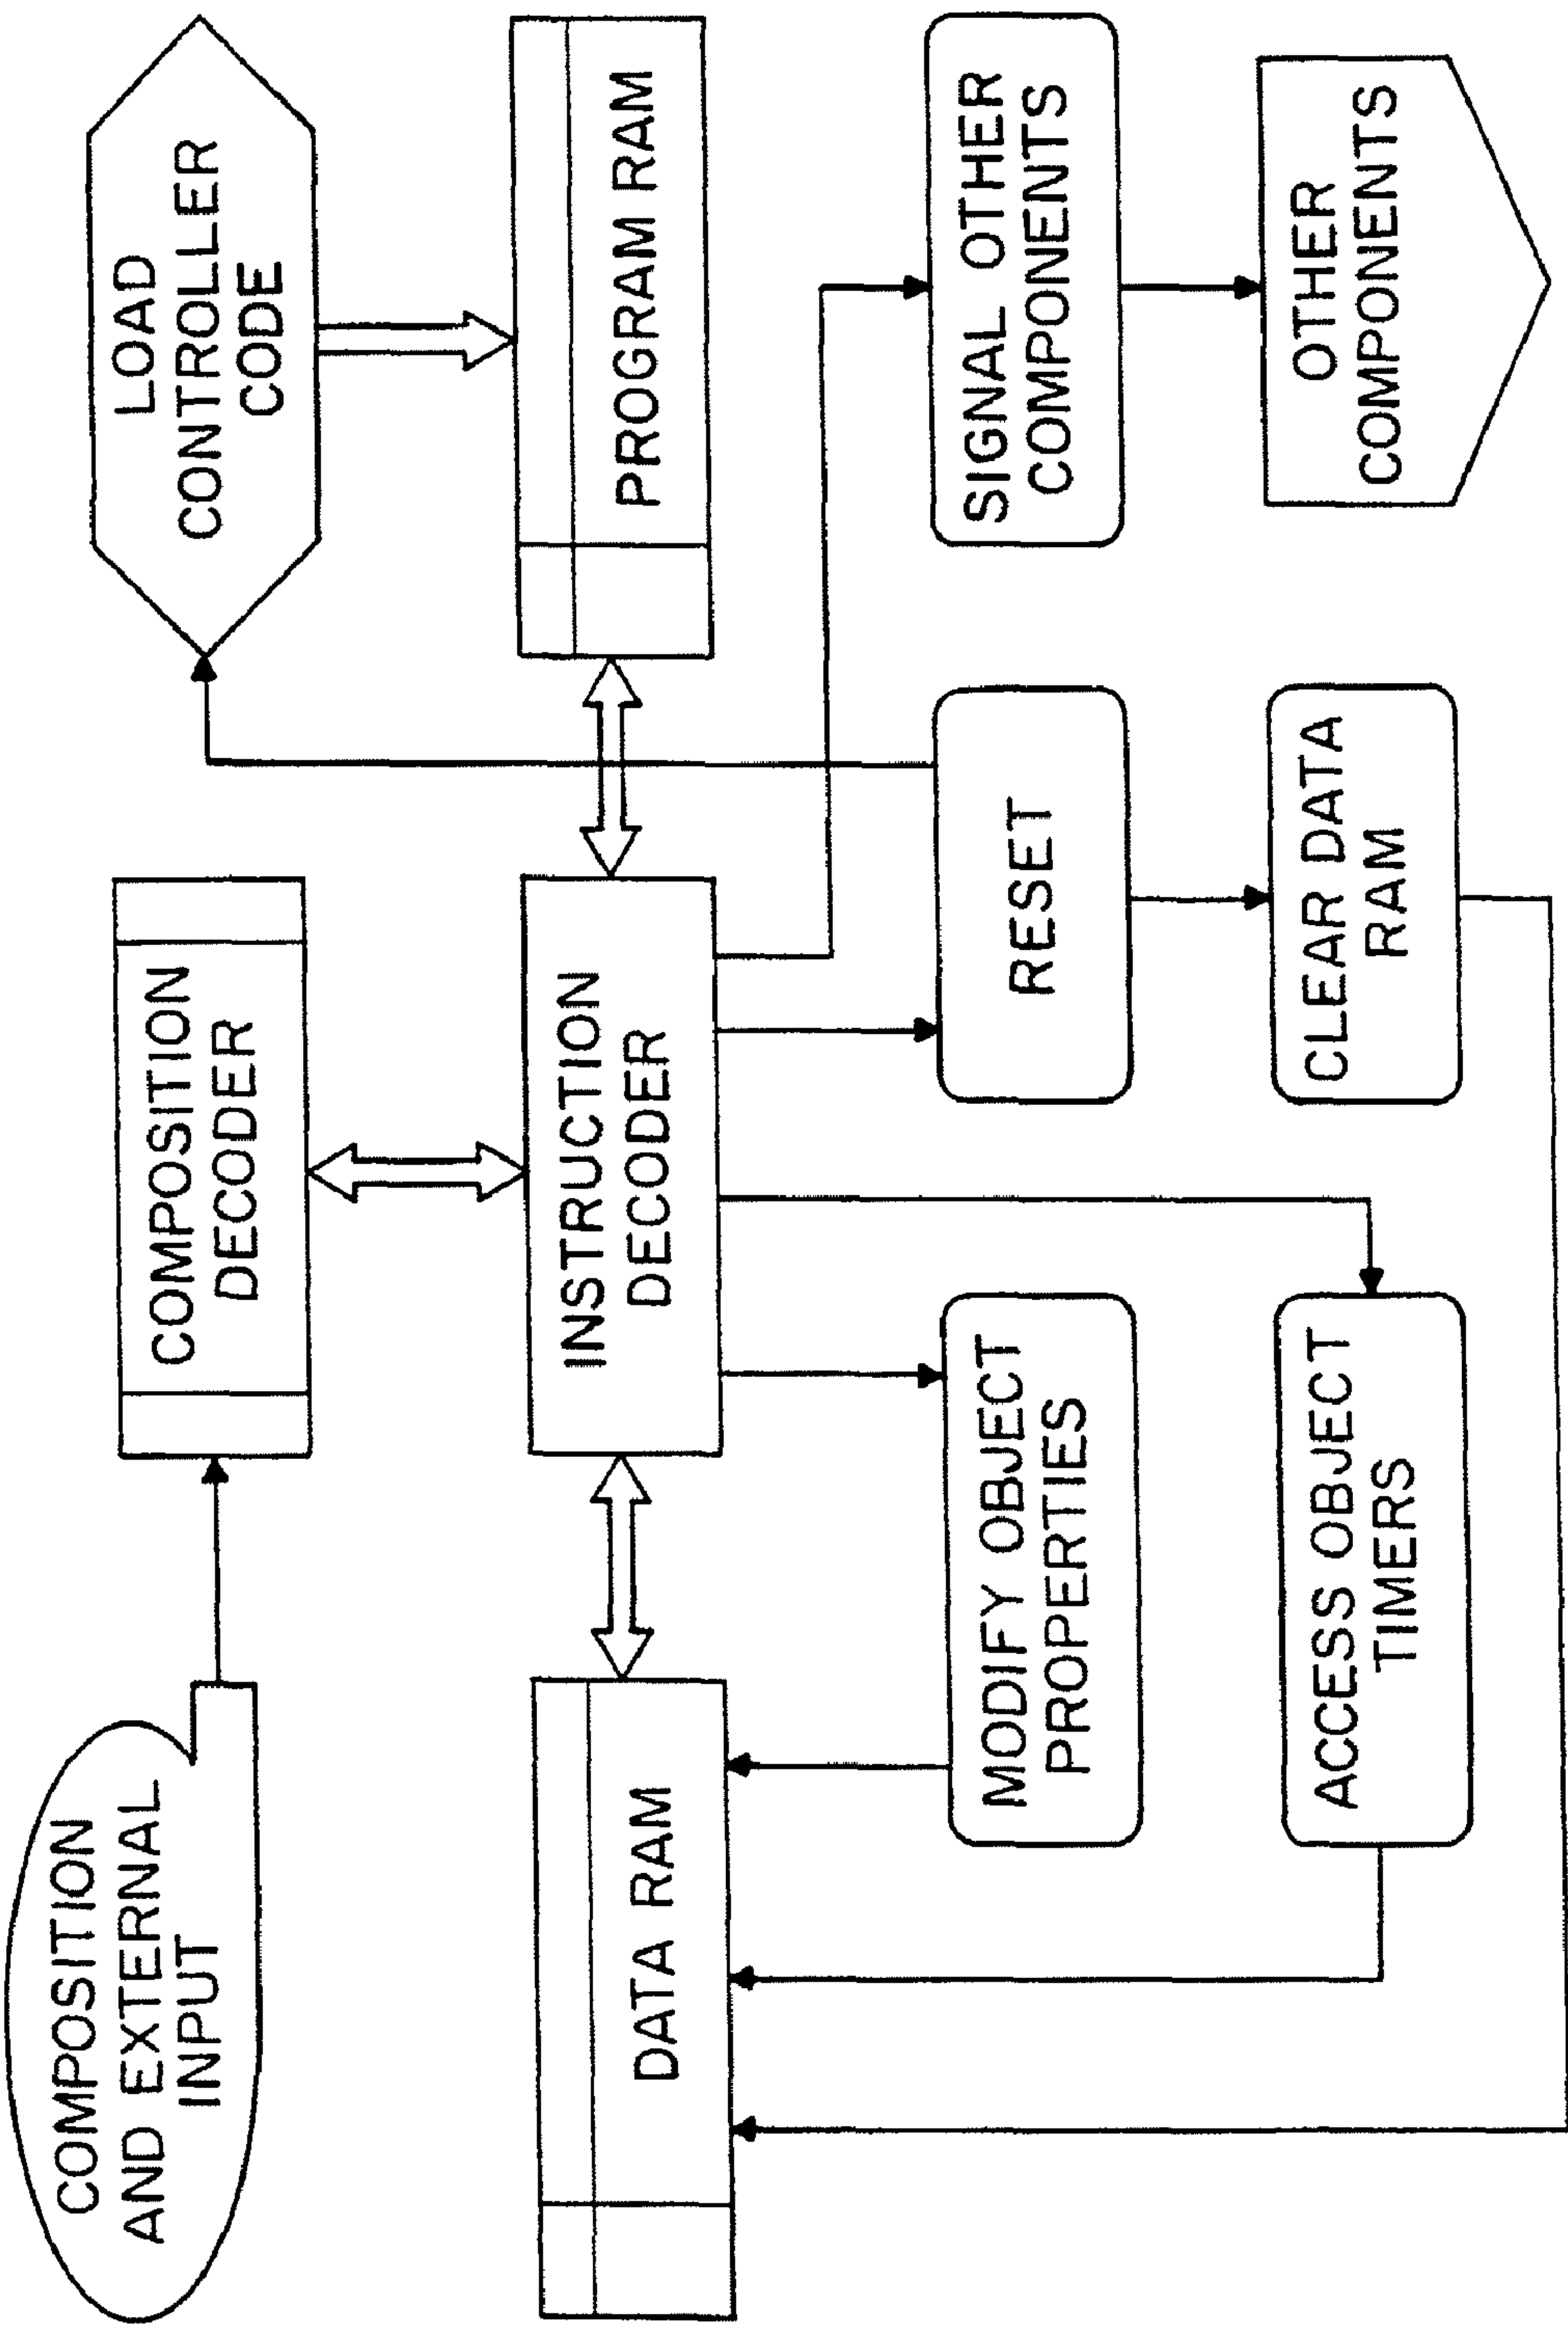 COMPOSITION
AND EXTERNAL
INPUT
COMPOSITION
DECODER
LOAD
CONTROLLER
CODE
DATA RAM
INSTRUCTION
DECODER
PROGRAM RAM
MODIFY OBJECT
PROPERTIES
RESET
SIGNAL OTHER
COMPONENTS
ACCESS OBJECT
TIMERS
CLEAR DATA
RAM
OTHER
COMPONENTS